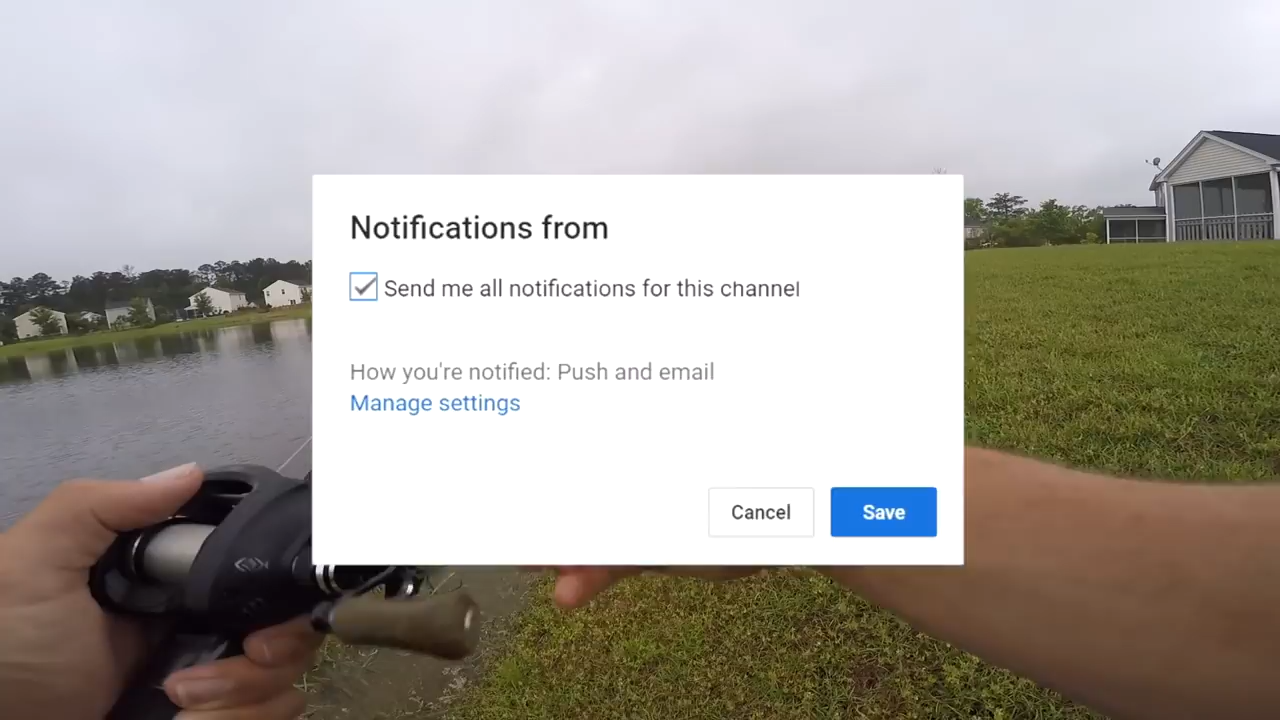 Notifications from
Send me all notifications for this channel
How you're notified: Push and email
Manage settings
Cancel
Save